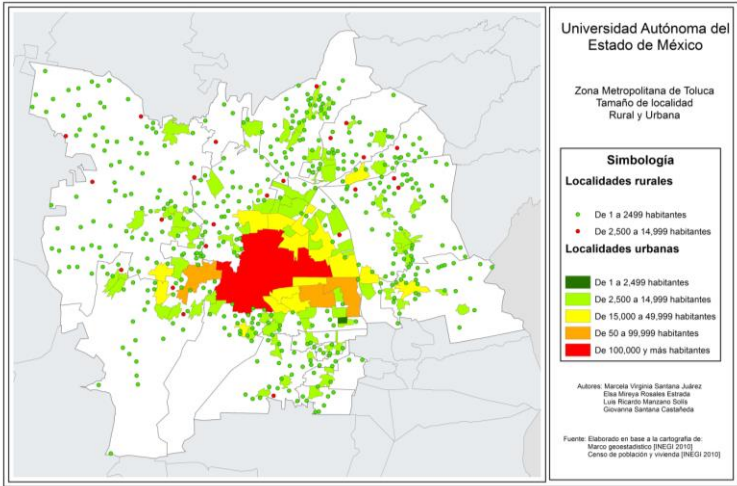 Universidad Autónoma del
Estado de México
Zona Metropolitana de Toluca
Tamaño de localidad
Rural y Urbana
Simbología
Localidades rurales
De 1 a 2499 habitantes
De 2,500 a 14,999 habitantes
Localidades urbanas
De 1 a 2,499 habitantes
De 2,500 a 14,999 habitantes
De 15,000 a 49,999 habitantes
De 50 a 99,999 habitantes
De 100,000 y más habitantes
Autores: Marcela Virginia Santana Juárez
Elsa Mireya Rosales Estrada
Luis Ricardo Manzano Solís
Giovanna Santana Castañeda
Fuente: Elaborado en base a la cartografía de:
Marco geoestadístico [INEGI 2010]
Censo de población y vivienda [INEGI 2010]